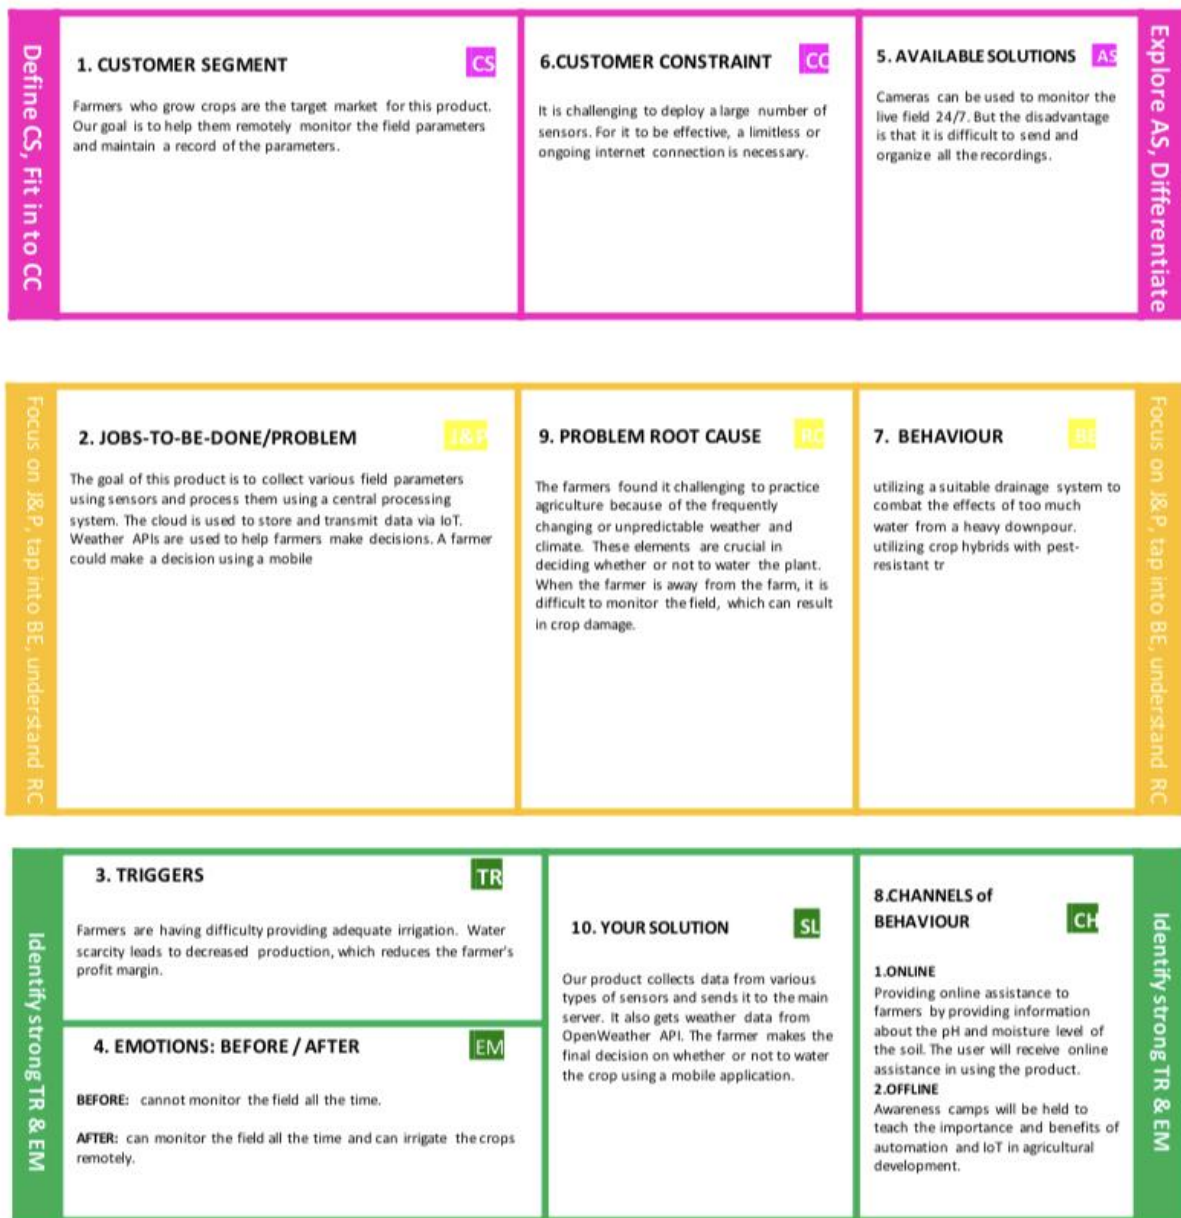 Define CS, Fit in to CC
1. CUSTOMER SEGMENT
CS
Farmers who grow crops are the target market for this product.
Our goal is to help them remotely monitor the field parameters
and maintain a record of the parameters.
6.CUSTOMER CONSTRAINT
CC
It is challenging to deploy a large number of
sensors. For it to be effective, a limitless or
ongoing internet connection is necessary.
5. AVAILABLE SOLUTIONS
AS
Cameras can be used to monitor the
live field 24/7. But the disadvantage
is that it is difficult to send and
organize all the recordings.
Explore AS, Differentiate
Focus on J&P, tap into BE, understand RC
2. JOBS-TO-BE-DONE/PROBLEM
J&P
The goal of this product is to collect various field parameters
using sensors and process them using a central processing
system. The cloud is used to store and transmit data via IoT.
Weather APIs are used to help farmers make decisions. A farmer
could make a decision using a mobile
9. PROBLEM ROOT CAUSE
RC
The farmers found it challenging to practice
agriculture because of the frequently
changing or unpredictable weather and
climate. These elements are crucial in
deciding whether or not to water the plant.
When the farmer is away from the farm, it is
difficult to monitor the field, which can result
in crop damage.
7. BEHAVIOUR
BE
utilizing a suitable drainage system to
combat the effects of too much
water from a heavy downpour.
utilizing crop hybrids with pest-
resistant tr
Focus on J&P, tap into BE, understand RC
Identify strong TR & EM
3. TRIGGERS
TR
Farmers are having difficulty providing adequate irrigation. Water
scarcity leads to decreased production, which reduces the farmer's
profit margin.
4. EMOTIONS: BEFORE / AFTER
EM
BEFORE: cannot monitor the field all the time.
AFTER: can monitor the field all the time and can irrigate the crops
remotely.
10. YOUR SOLUTION
SL
Our product collects data from various
types of sensors and sends it to the main
server. It also gets weather data from
OpenWeather API. The farmer makes the
final decision on whether or not to water
the crop using a mobile application.
8.CHANNELS of
BEHAVIOUR
CH
1.ONLINE
Providing online assistance to
farmers by providing information
about the pH and moisture level of
the soil. The user will receive online
assistance in using the product.
2.OFFLINE
Awareness camps will be held to
teach the importance and benefits of
automation and IoT in agricultural
development.
Identify strong TR & EM